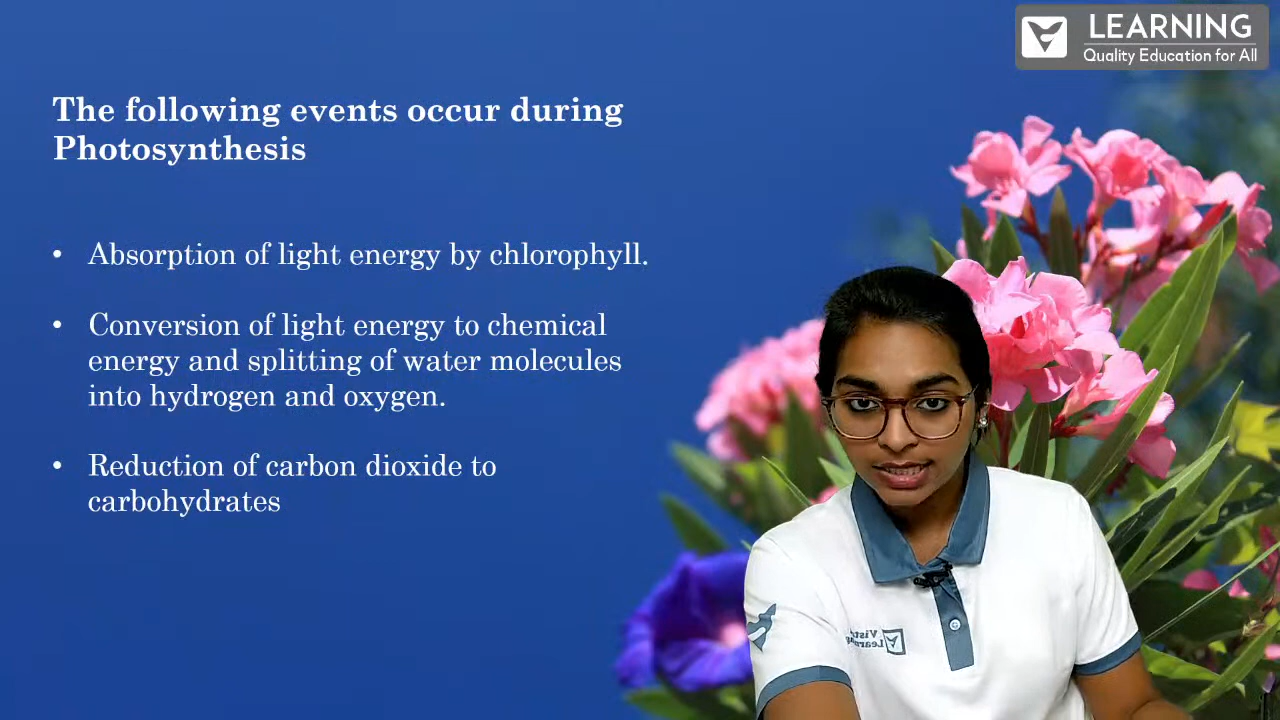 LEARNING
Quality Education for All
The following events occur during
Photosynthesis
• Absorption of light energy by chlorophyll.
• Conversion of light energy to chemical
energy and splitting of water molecules
into hydrogen and oxygen.
• Reduction of carbon dioxide to
carbohydrates